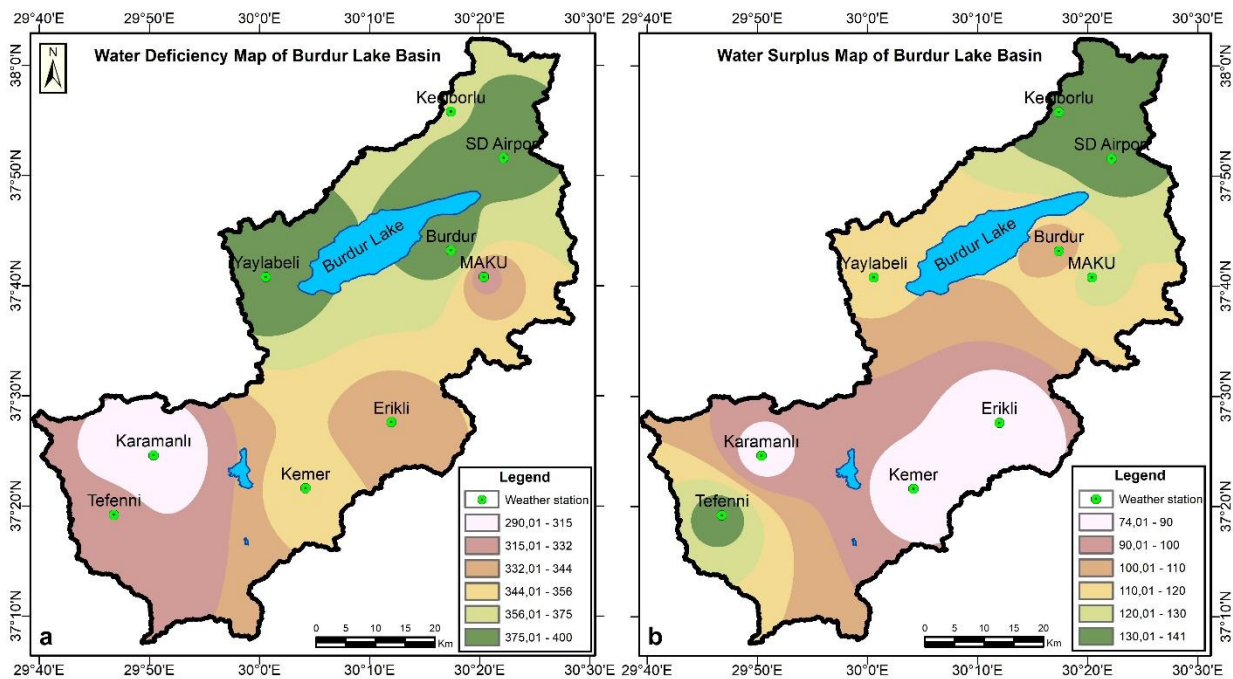 29°40'E 29°50'E 30°0'E 30°10'E 30°20'E 30°30'E
29°40'E 29°50'E 30°0'E 30°10'E 30°20'E 30°30'E
N
Water Deficiency Map of Burdur Lake Basin
38°0'N
37°50'N
37°40'N
37°30'N
37°20'N
37°10'N
Keçiborlu
SD Airport
Burdur Lake
Burdur
Yaylabeli
MAKU
Erikli
Karamanlı
Kemer
Tefenni
Legend
Weather station
290,01 - 315
315,01 - 332
332,01 - 344
344,01 - 356
356,01 - 375
375,01 - 400
0 5 10 15 20
Km
a
Water Surplus Map of Burdur Lake Basin
Keçiborlu
SD Airport
Burdur Lake
Burdur
Yaylabeli
MAKU
Erikli
Karamanlı
Kemer
Tefenni
Legend
Weather station
74,01 - 90
90,01 - 100
100,01 - 110
110,01 - 120
120,01 - 130
130,01 - 141
0 5 10 15 20
Km
b
38°0'N
37°50'N
37°40'N
37°30'N
37°20'N
37°10'N
29°40'E 29°50'E 30°0'E 30°10'E 30°20'E 30°30'E
29°40'E 29°50'E 30°0'E 30°10'E 30°20'E 30°30'E